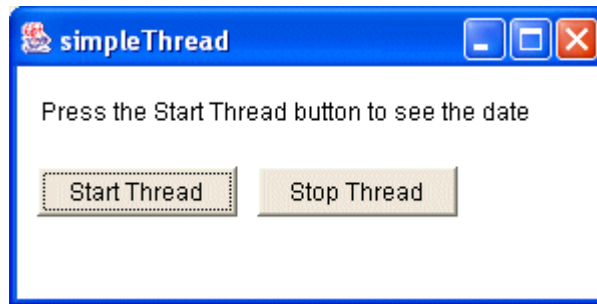 simpleThread
Press the Start Thread button to see the date
Start Thread Stop Thread